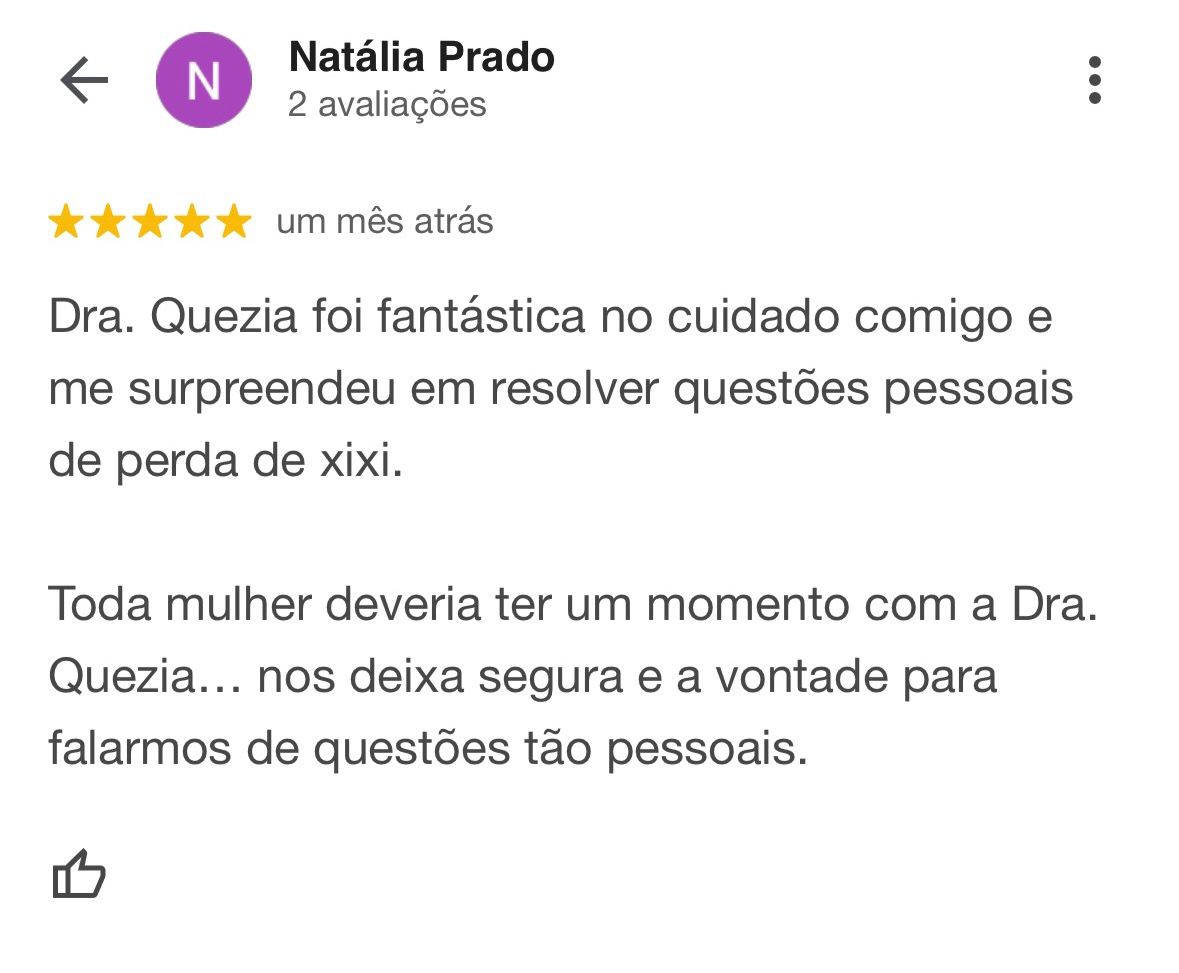 Natália Prado
N
2 avaliações
um mês atrás
Dra. Quezia foi fantástica no cuidado comigo e
me surpreendeu em resolver questões pessoais
de perda de xixi.
Toda mulher deveria ter um momento com a Dra.
Quezia... nos deixa segura e a vontade para
falarmos de questões tão pessoais.